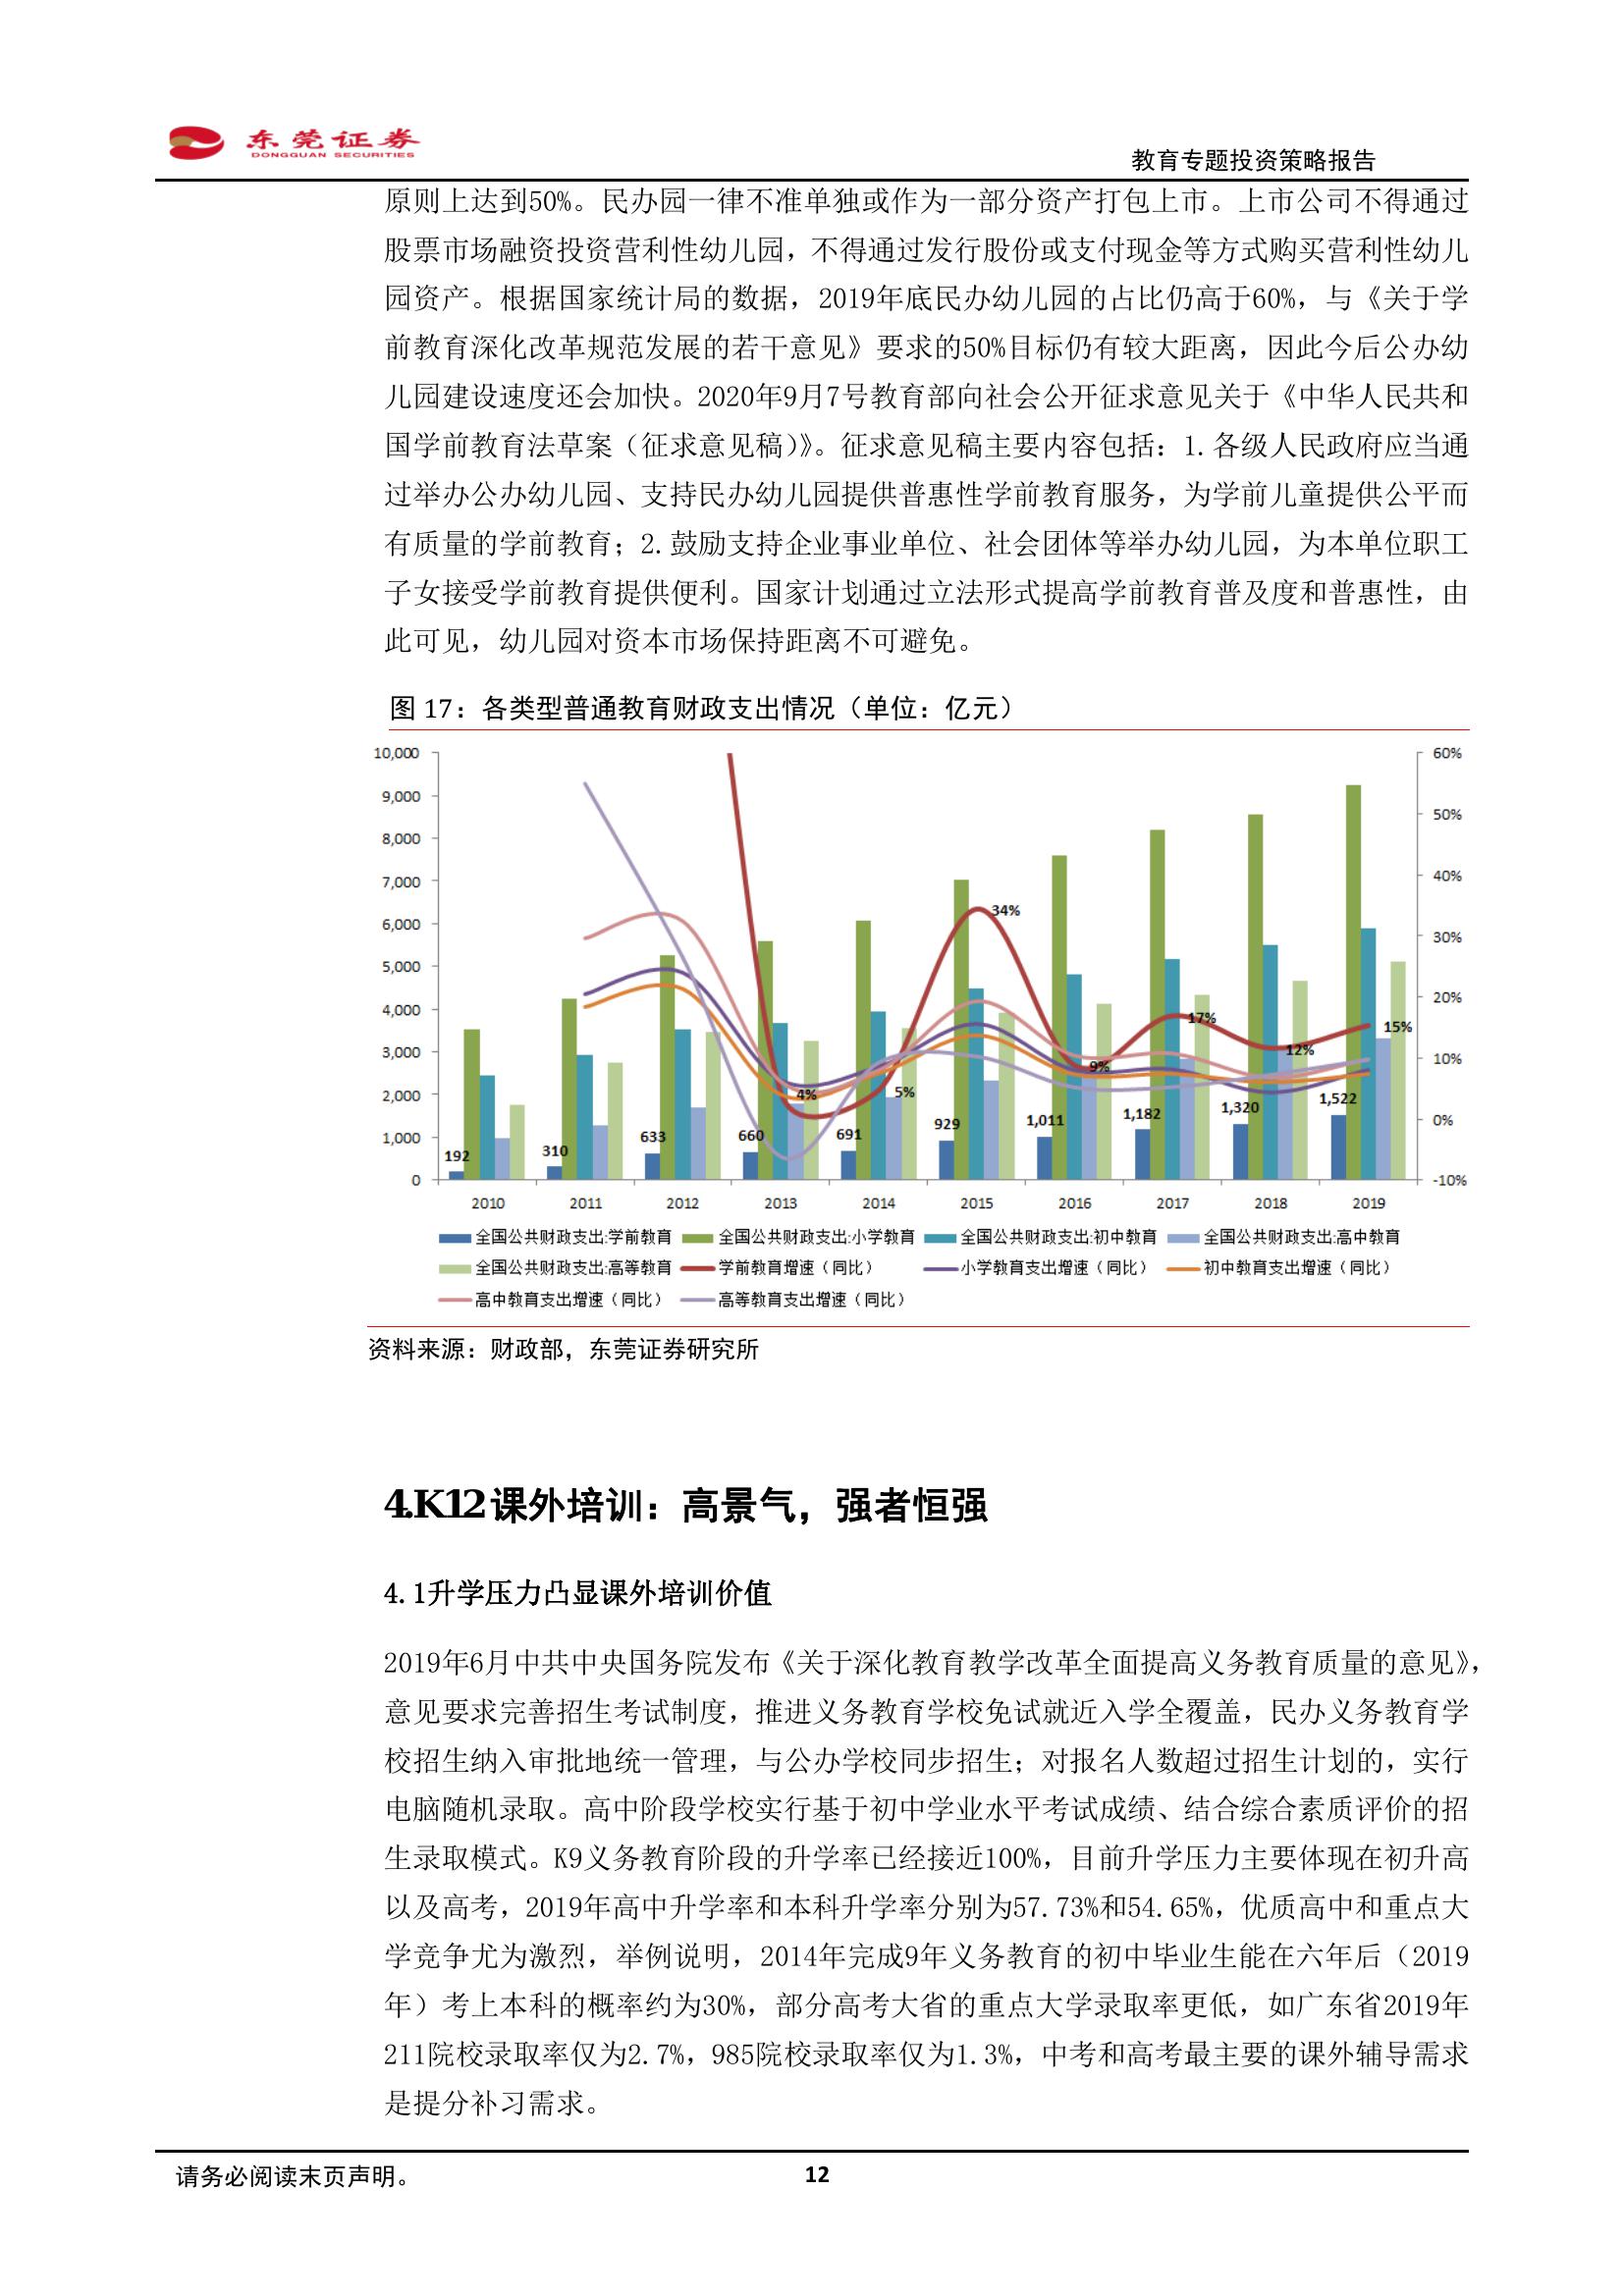 东莞证券
DONGGUAN SECURITIES
教育专题投资策略报告
原则上达到50%。民办园一律不准单独或作为一部分资产打包上市。上市公司不得通过
股票市场融资投资营利性幼儿园，不得通过发行股份或支付现金等方式购买营利性幼儿
园资产。根据国家统计局的数据，2019年底民办幼儿园的占比仍高于60%，与《关于学
前教育深化改革规范发展的若干意见》要求的50%目标仍有较大距离，因此今后公办幼
儿园建设速度还会加快。2020年9月7号教育部向社会公开征求意见关于《中华人民共和
国学前教育法草案（征求意见稿）》。征求意见稿主要内容包括：1.各级人民政府应当通
过举办公办幼儿园、支持民办幼儿园提供普惠性学前教育服务，为学前儿童提供公平而
有质量的学前教育；2.鼓励支持企业事业单位、社会团体等举办幼儿园，为本单位职工
子女接受学前教育提供便利。国家计划通过立法形式提高学前教育普及度和普惠性，由
此可见，幼儿园对资本市场保持距离不可避免。
图 17：各类型普通教育财政支出情况（单位：亿元）
10,000
9,000
8,000
7,000
6,000
5,000
4,000
3,000
2,000
1,000
0
60%
50%
40%
30%
20%
10%
0%
-10%
192
310
633
660
691
929
1,011
1,182
1,320
1,522
4%
5%
34%
9%
17%
12%
15%
2010 2011 2012 2013 2014 2015 2016 2017 2018 2019
全国公共财政支出:学前教育 全国公共财政支出:小学教育 全国公共财政支出:初中教育 全国公共财政支出:高中教育
全国公共财政支出:高等教育 学前教育增速（同比） 小学教育支出增速（同比） 初中教育支出增速（同比）
高中教育支出增速（同比） 高等教育支出增速（同比）
资料来源：财政部，东莞证券研究所
4.K12课外培训：高景气，强者恒强
4.1升学压力凸显课外培训价值
2019年6月中共中央国务院发布《关于深化教育教学改革全面提高义务教育质量的意见》，
意见要求完善招生考试制度，推进义务教育学校免试就近入学全覆盖，民办义务教育学
校招生纳入审批地统一管理，与公办学校同步招生；对报名人数超过招生计划的，实行
电脑随机录取。高中阶段学校实行基于初中学业水平考试成绩、结合综合素质评价的招
生录取模式。K9义务教育阶段的升学率已经接近100%，目前升学压力主要体现在初升高
以及高考，2019年高中升学率和本科升学率分别为57.73%和54.65%，优质高中和重点大
学竞争尤为激烈，举例说明，2014年完成9年义务教育的初中毕业生能在六年后（2019
年）考上本科的概率约为30%，部分高考大省的重点大学录取率更低，如广东省2019年
211院校录取率仅为2.7%，985院校录取率仅为1.3%，中考和高考最主要的课外辅导需求
是提分补习需求。
请务必阅读末页声明。
12